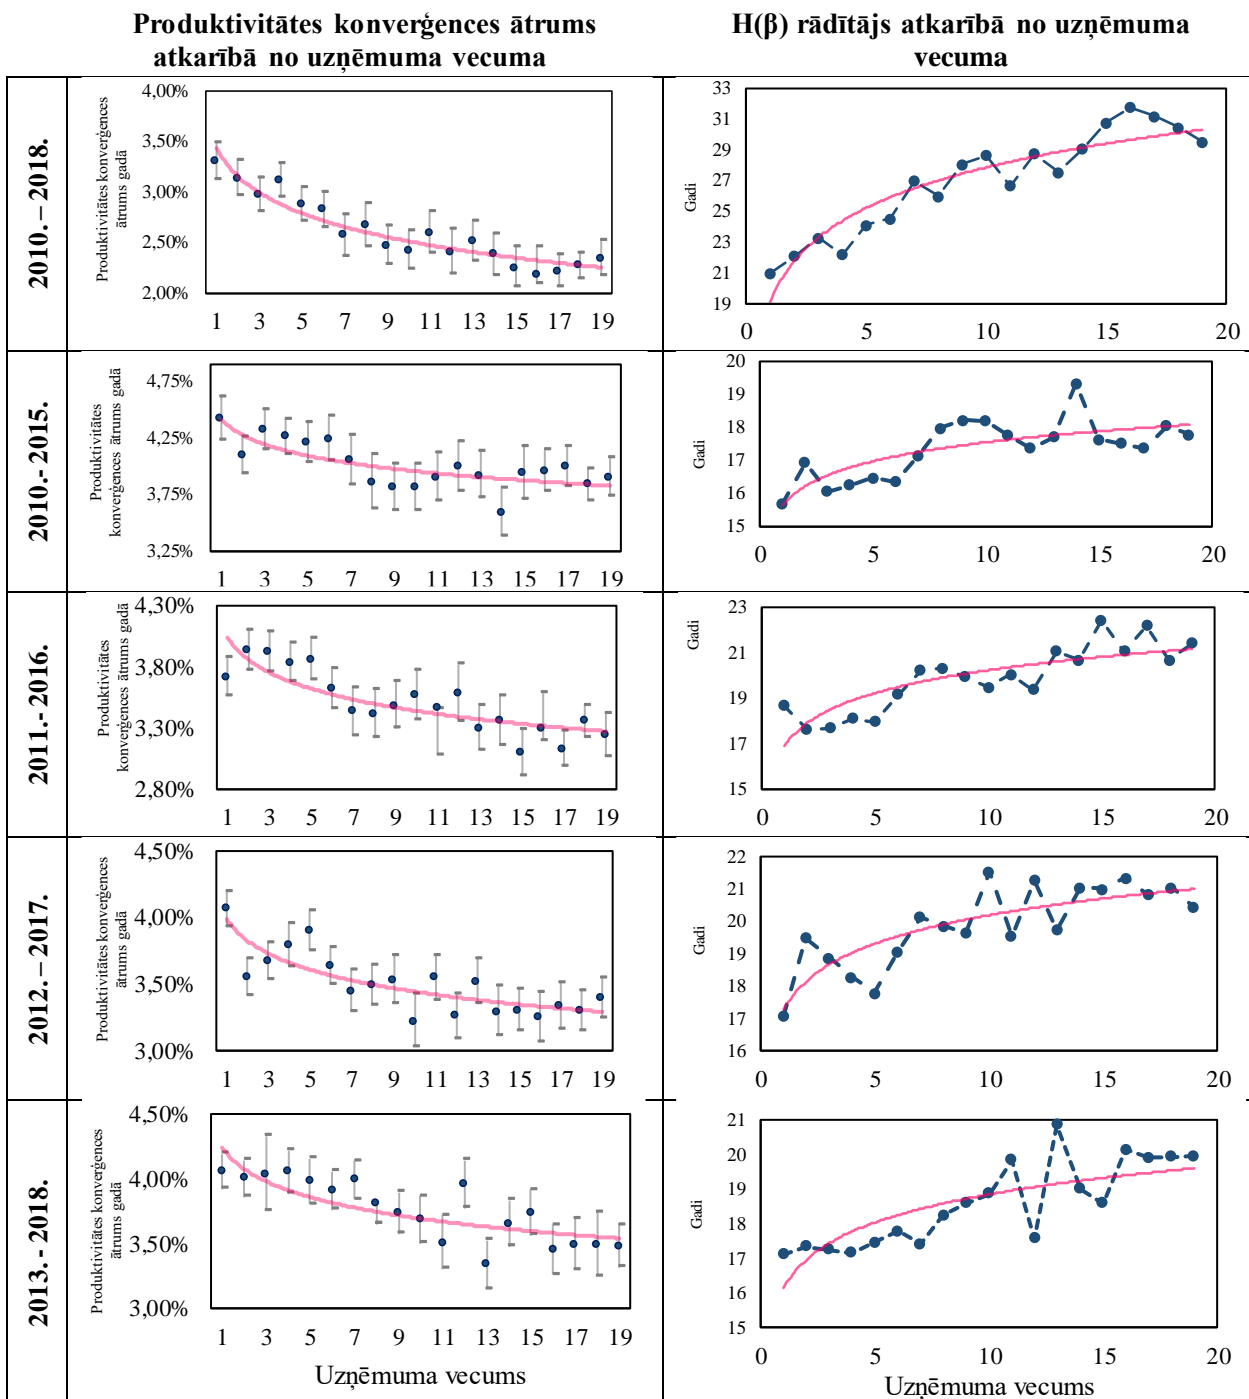 Produktivitātes konverģences ātrums
atkarībā no uzņēmuma vecuma
H(β) rādītājs atkarībā no uzņēmuma
vecuma
2010. – 2018.
Produktivitātes konverģences
ātrums gadā
4,00%
3,50%
3,00%
2,50%
2,00%
1 3 5 7 9 11 13 15 17 19
Gadi
33
31
29
27
25
23
21
19
0 5 10 15 20
2010.- 2015.
Produktivitātes
konverģences ātrums gadā
4,75%
4,25%
3,75%
3,25%
1 3 5 7 9 11 13 15 17 19
Gadi
20
19
18
17
16
15
0 5 10 15 20
2011.- 2016.
Produktivitātes
konverģences ātrums gadā
4,30%
3,80%
3,30%
2,80%
1 3 5 7 9 11 13 15 17 19
Gadi
23
21
19
17
15
0 5 10 15 20
2012. – 2017.
Produktivitātes konverģences
ātrums gadā
4,50%
4,00%
3,50%
3,00%
1 3 5 7 9 11 13 15 17 19
Gadi
22
21
20
19
18
17
16
0 5 10 15 20
2013. - 2018.
Produktivitātes konverģences
ātrums gadā
4,50%
4,00%
3,50%
3,00%
1 3 5 7 9 11 13 15 17 19
Uzņēmuma vecums
Gadi
21
20
19
18
17
16
15
0 5 10 15 20
Uzņēmuma vecums